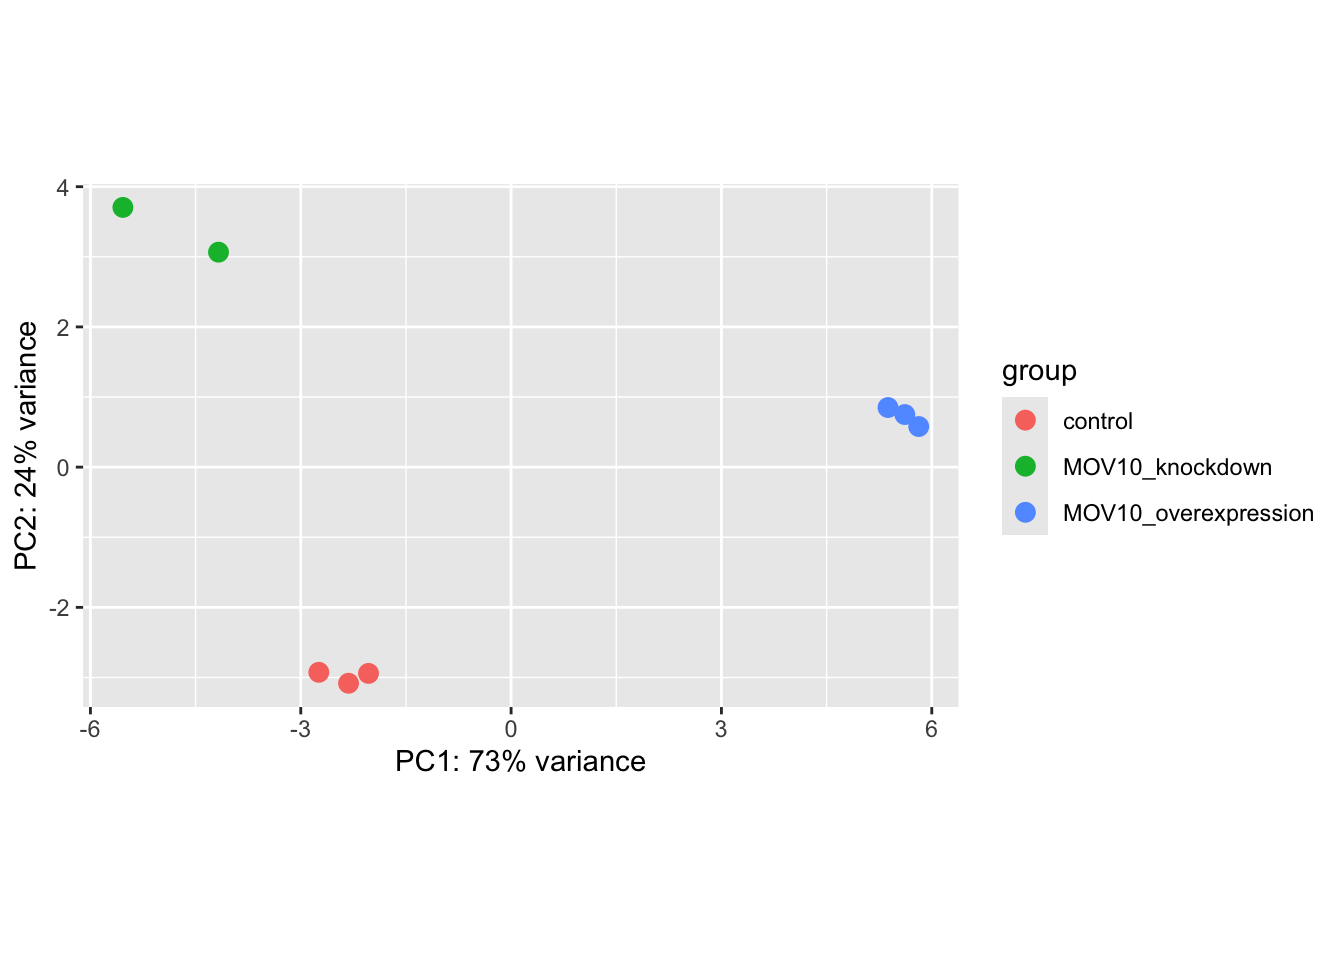 4
2
0
-2
PC2: 24% variance
-6
-3
0
3
6
PC1: 73% variance
group
control
MOV10_knockdown
MOV10_overexpression